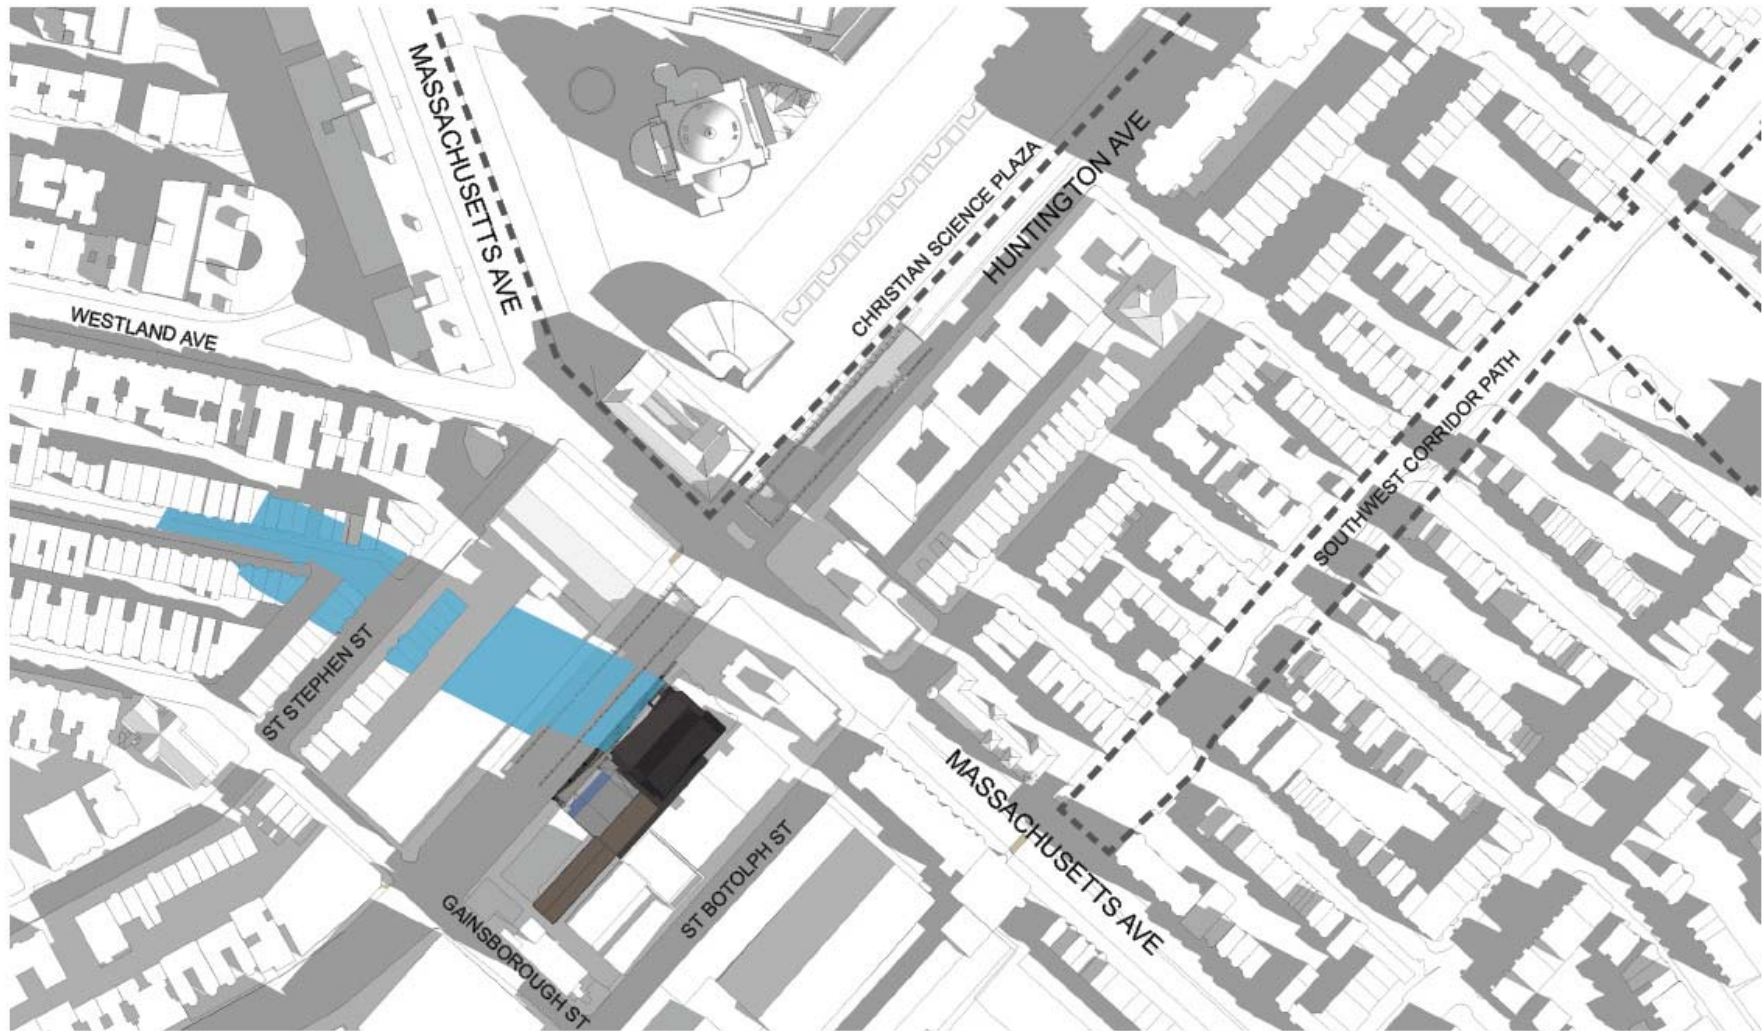 MASSACHUSETTS AVE
CHRISTIAN SCIENCE PLAZA
HUNTINGTON AVE
WESTLAND AVE
SOUTHWEST CORRIDOR PATH
ST STEPHEN ST
MASSACHUSETTS AVE
ST BOTOLPH ST
GAINSBOROUGH ST